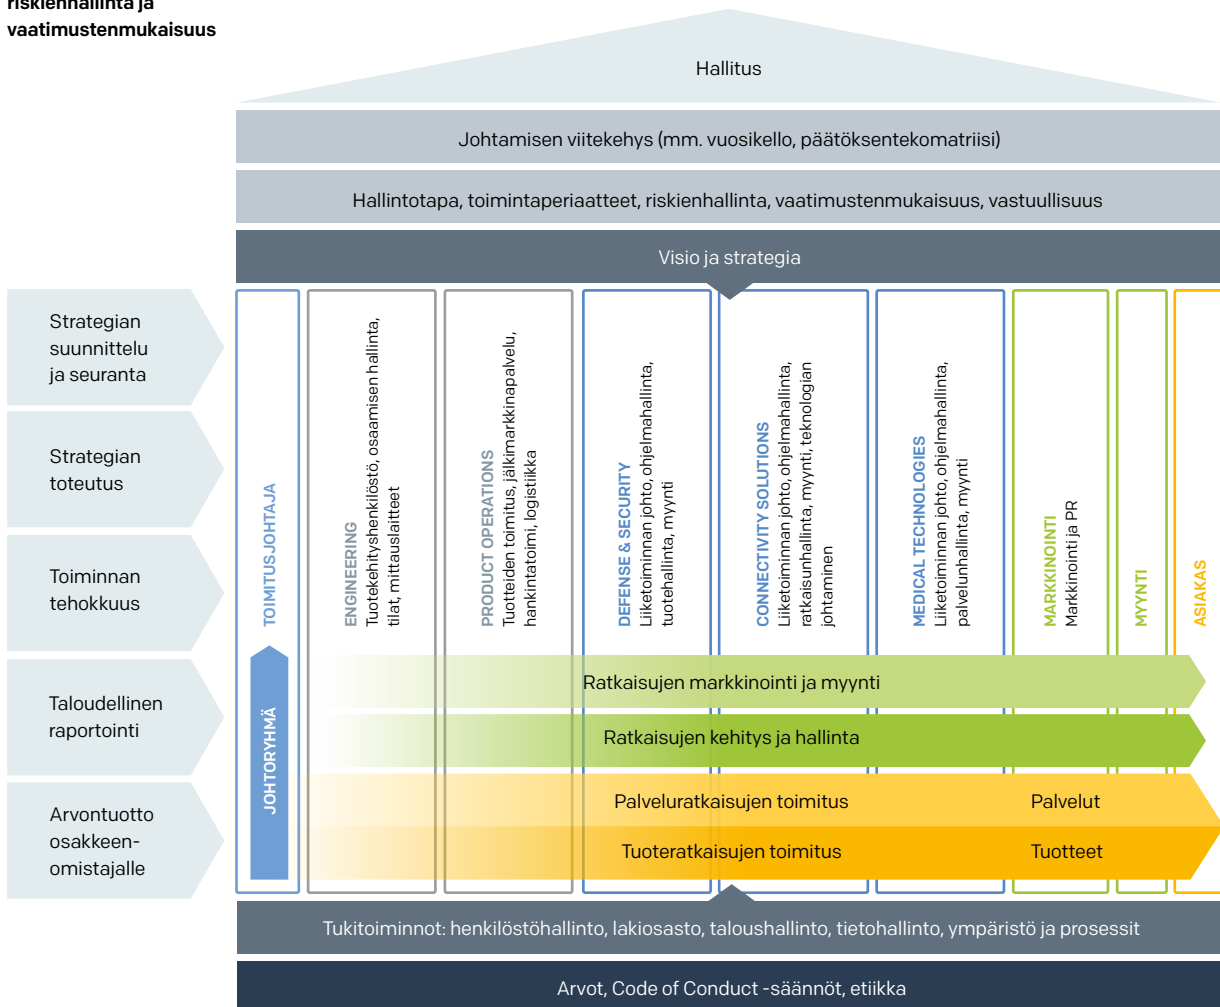 riskienhallinta ja
vaatimustenmukaisuus
Hallitus
Johtamisen viitekehys (mm. vuosikello, päätöksentekomatriisi)
Hallintotapa, toimintaperiaatteet, riskienhallinta, vaatimustenmukaisuus, vastuullisuus
Visio ja strategia
Strategian
suunnittelu
ja seuranta
Strategian
toteutus
Toiminnan
tehokkuus
Taloudellinen
raportointi
Arvontuotto
osakkeen-
omistajalle
TOIMITUSJOHTAJA
JOHTORYHMÄ
ENGINEERING
Tuotekehityshenkilöstö, osaamisen hallinta,
tilat, mittauslaitteet
PRODUCT OPERATIONS
Tuotteiden toimitus, jälkimarkkinapalvelu,
hankintatoimi, logistiikka
DEFENSE & SECURITY
Liiketoiminnan johto, ohjelmahallinta,
tuotehallinta, myynti
CONNECTIVITY SOLUTIONS
Liiketoiminnan johto, ohjelmahallinta,
ratkaisunhallinta, myynti, teknologian
johtaminen
MEDICAL TECHNOLOGIES
Liiketoiminnan johto, ohjelmahallinta,
palvelunhallinta, myynti
MARKKINOINTI
Markkinointi ja PR
MYYNTI
ASIAKAS
Ratkaisujen markkinointi ja myynti
Ratkaisujen kehitys ja hallinta
Palveluratkaisujen toimitus
Palvelut
Tuoteratkaisujen toimitus
Tuotteet
Tukitoiminnot: henkilöstöhallinto, lakiosasto, taloushallinto, tietohallinto, ympäristö ja prosessit
Arvot, Code of Conduct -säännöt, etiikka